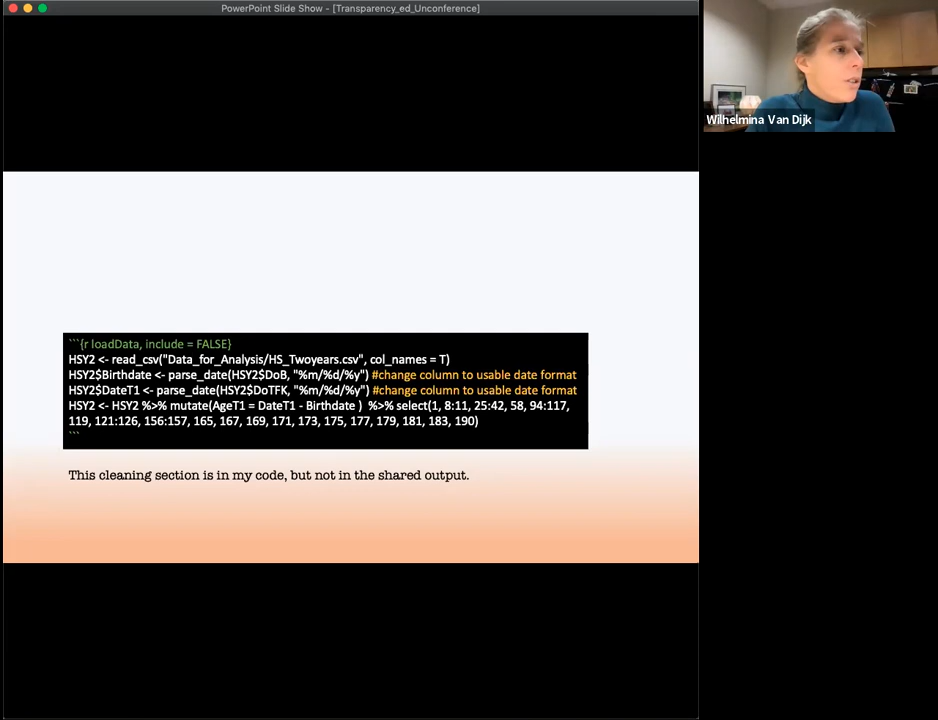 PowerPoint Slide Show - [Transparency_ed_Unconference]
Wilhelmina Van Dijk
```{r loadData, include = FALSE}
HSY2 <- read_csv("Data_for_Analysis/HS_Twoyears.csv", col_names = T)
HSY2$Birthdate <- parse_date(HSY2$DoB, "%m/%d/%y") #change column to usable date format
HSY2$DateT1 <- parse_date(HSY2$DoTFK, "%m/%d/%y") #change column to usable date format
HSY2 <- HSY2 %>% mutate(AgeT1 = DateT1 - Birthdate )  %>% select(1, 8:11, 25:42, 58, 94:117,
119, 121:126, 156:157, 165, 167, 169, 171, 173, 175, 177, 179, 181, 183, 190)
```
This cleaning section is in my code, but not in the shared output.